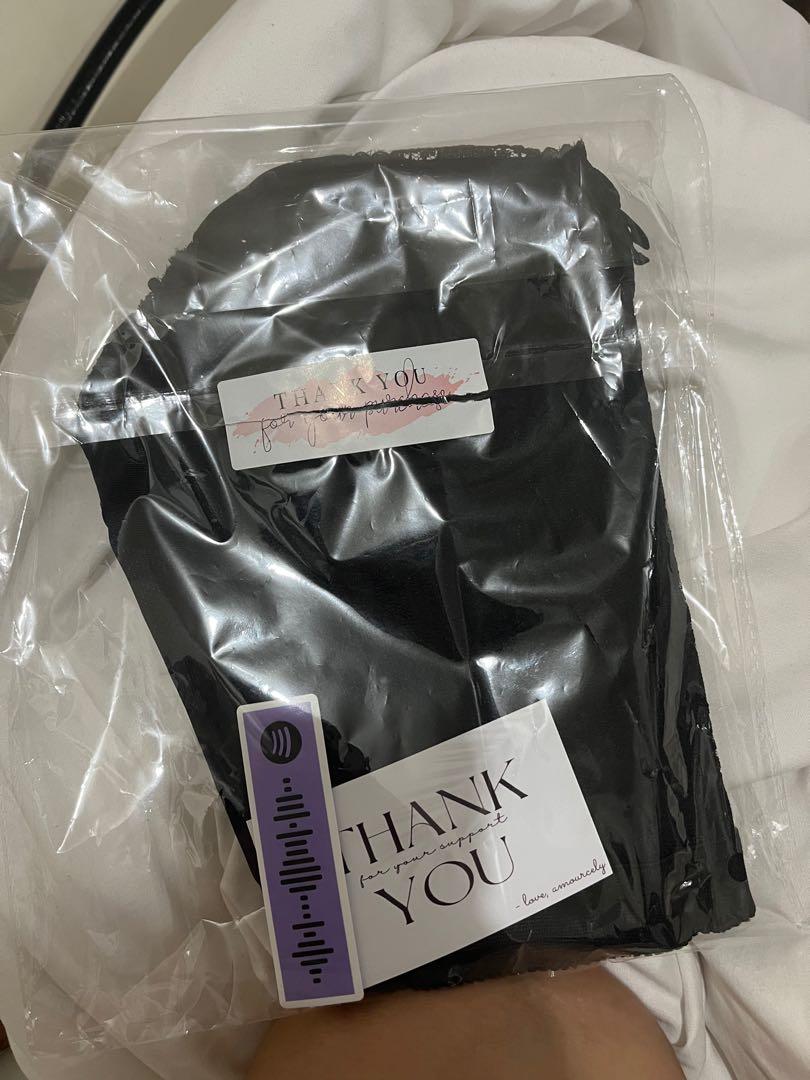 THANK YOU
for your purchase
THANK
for your support
YOU
- love, amourcely